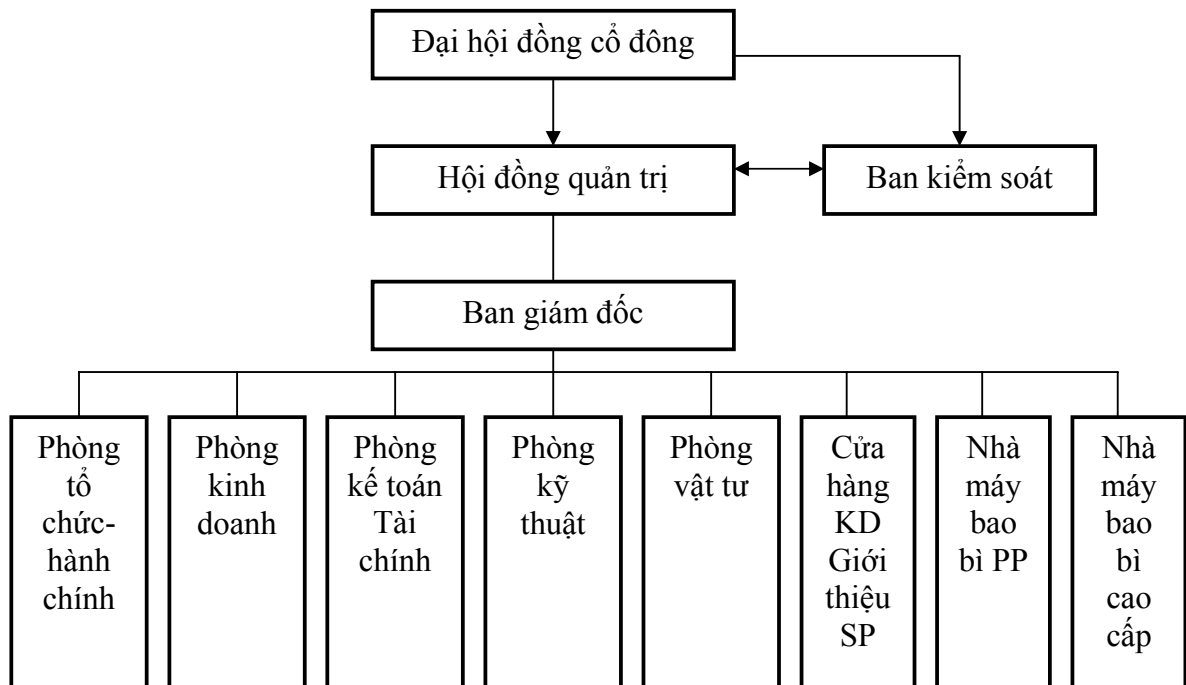 Đại hội đồng cổ đông
Hội đồng quản trị
Ban kiểm soát
Ban giám đốc
Phòng
tổ
chức-
hành
chính
Phòng
kinh
doanh
Phòng
kế toán
Tài
chính
Phòng
kỹ
thuật
Phòng
vật tư
Cửa
hàng
KD
Giới
thiệu
SP
Nhà
máy
bao
bì PP
Nhà
máy
bao
bì
cao
cấp